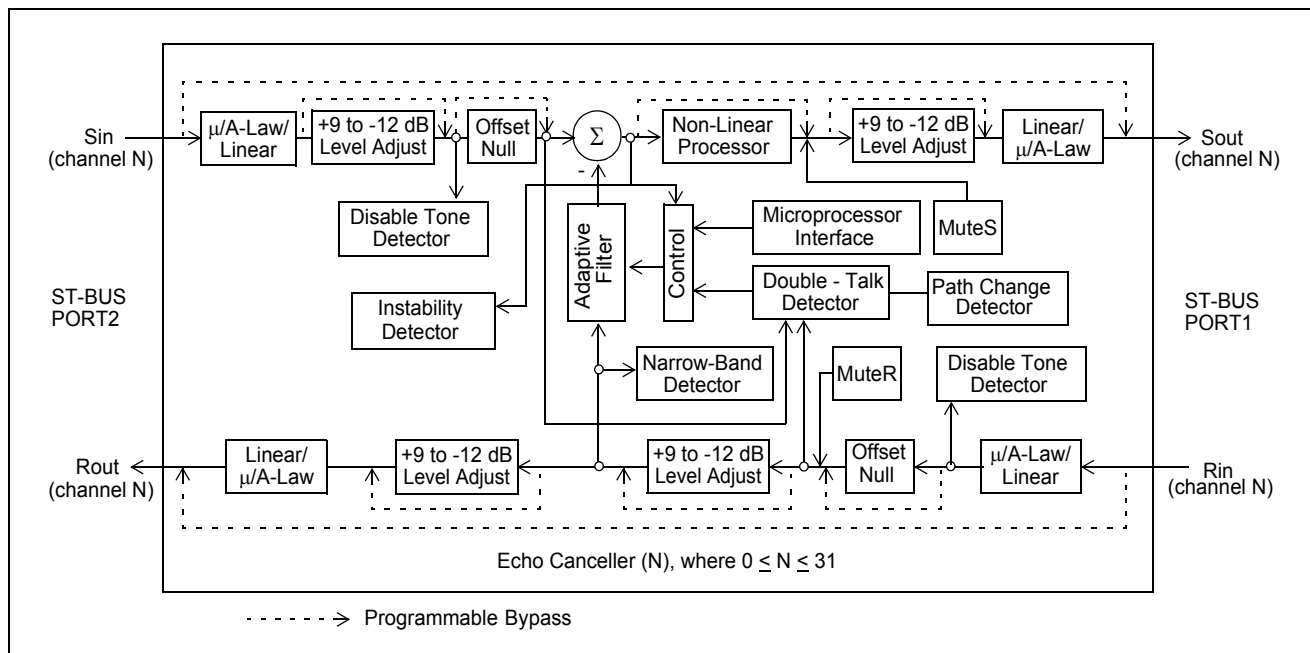 Sin
(channel N)
μ/A-Law/
Linear
+9 to -12 dB
Level Adjust
Offset
Null
Σ
-
Non-Linear
Processor
+9 to -12 dB
Level Adjust
Linear/
μ/A-Law
Sout
(channel N)
Disable Tone
Detector
Adaptive
Filter
Control
Microprocessor
Interface
MuteS
ST-BUS
PORT2
Instability
Detector
Double - Talk
Detector
Path Change
Detector
ST-BUS
PORT1
Narrow-Band
Detector
MuteR
Disable Tone
Detector
Rout
(channel N)
Linear/
μ/A-Law
+9 to -12 dB
Level Adjust
+9 to -12 dB
Level Adjust
Offset
Null
μ/A-Law/
Linear
Rin
(channel N)
Echo Canceller (N), where 0 ≤ N ≤ 31
Programmable Bypass